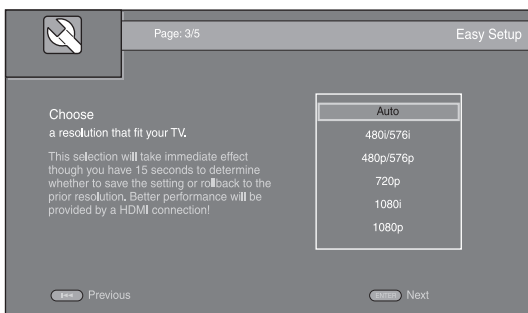 Page: 3/5
Easy Setup
Choose
a resolution that fit your TV.
This selection will take immediate effect
though you have 15 seconds to determine
whether to save the setting or rollback to the
prior resolution. Better performance will be
provided by a HDMI connection!
Auto
480i/576i
480p/576p
720p
1080i
1080p
Previous
ENTER Next